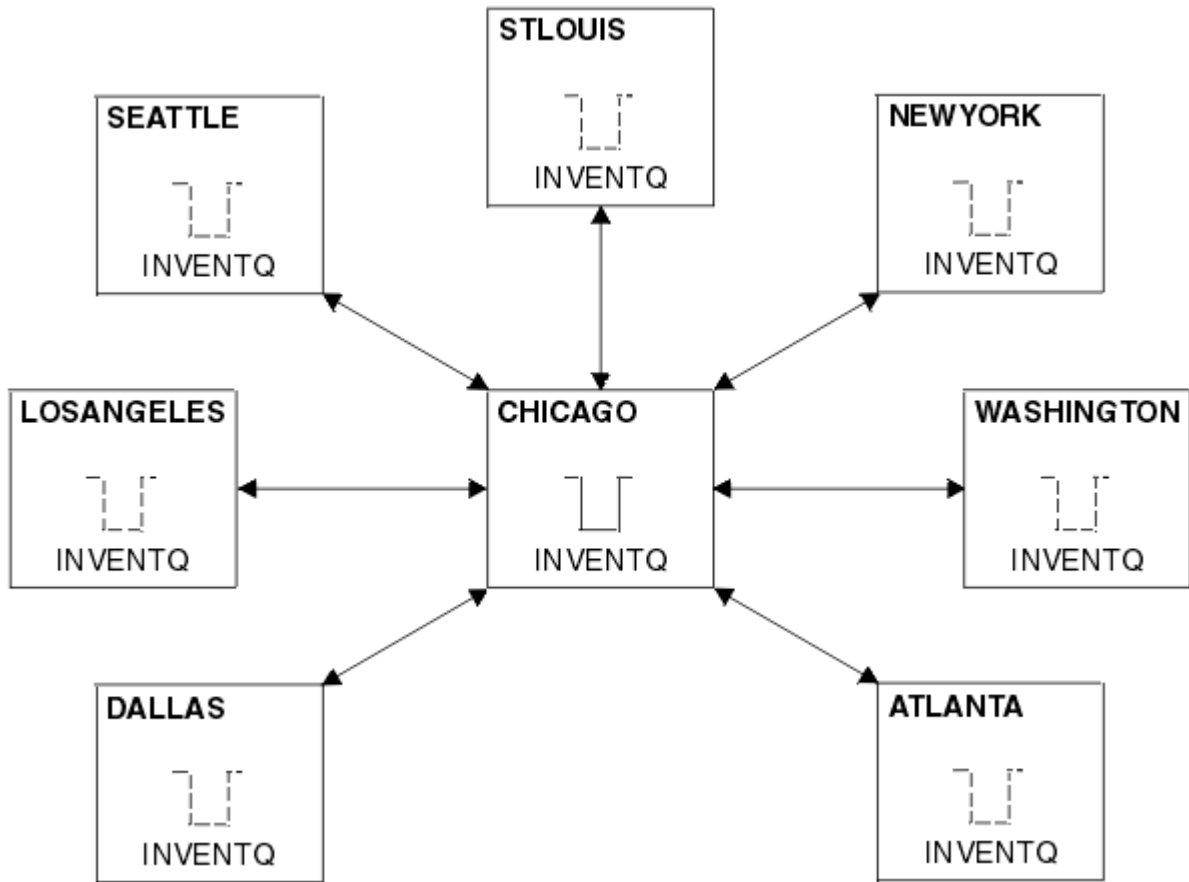 STLOUIS
INVENTQ
SEATTLE
INVENTQ
NEWYORK
INVENTQ
LOSANGELES
INVENTQ
CHICAGO
INVENTQ
WASHINGTON
INVENTQ
DALLAS
INVENTQ
ATLANTA
INVENTQ